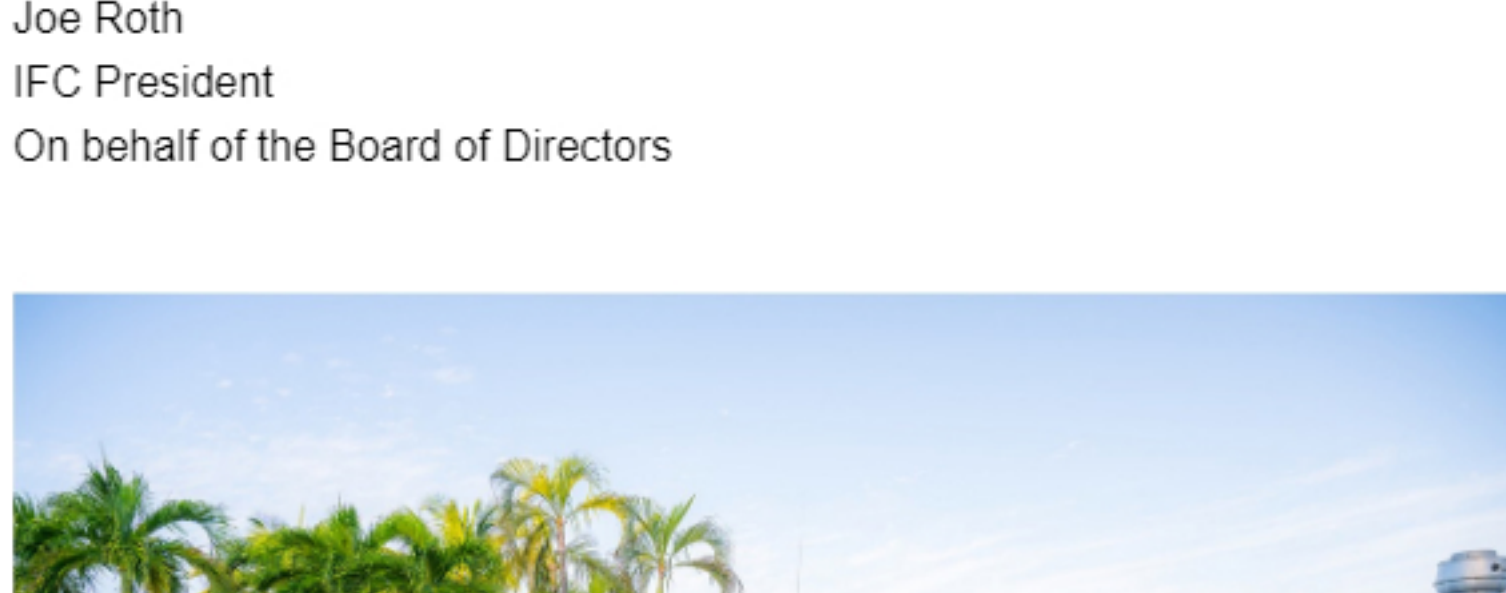 Joe Roth
IFC President
On behalf of the Board of Directors